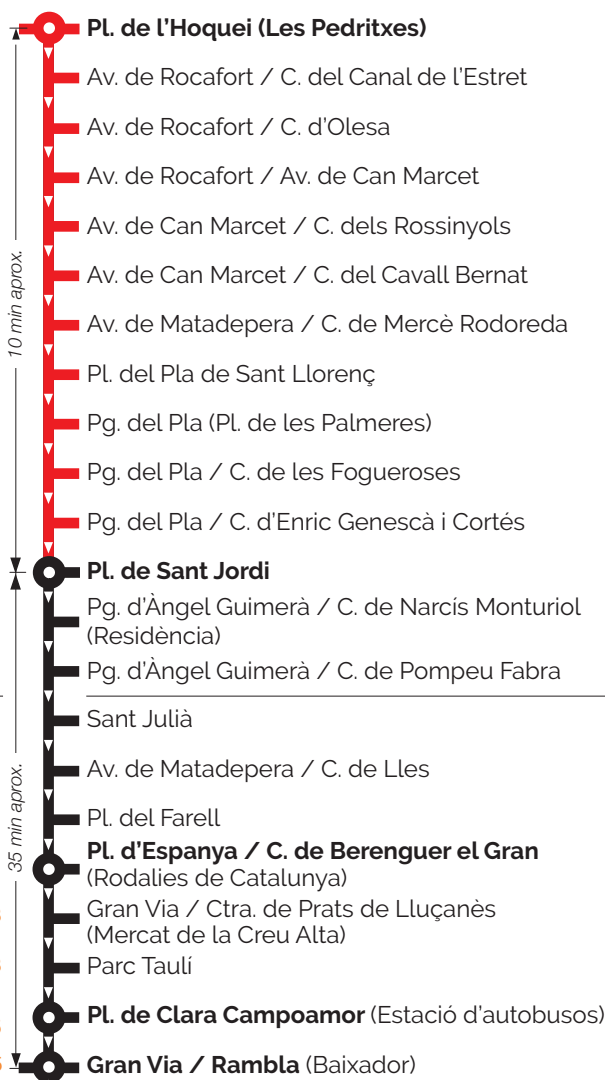 Pl. de l’Hoquei (Les Pedritxes)
Av. de Rocafort / C. del Canal de l’Estret
Av. de Rocafort / C. d’Olesa
Av. de Rocafort / Av. de Can Marcet
Av. de Can Marcet / C. dels Rossinyols
Av. de Can Marcet / C. del Cavall Bernat
10 min aprox.
Av. de Matadepera / C. de Mercè Rodoreda
Pl. del Pla de Sant Llorenç
Pg. del Pla (Pl. de les Palmeres)
Pg. del Pla / C. de les Fogueroses
Pg. del Pla / C. d’Enric Genescà i Cortés
Pl. de Sant Jordi
Pg. d’Àngel Guimerà / C. de Narcís Monturiol
(Residència)
Pg. d’Àngel Guimerà / C. de Pompeu Fabra
Sant Julià
Av. de Matadepera / C. de Lles
35 min aprox.
Pl. del Farell
Pl. d’Espanya / C. de Berenguer el Gran
(Rodalies de Catalunya)
Gran Via / Ctra. de Prats de Lluçanès
(Mercat de la Creu Alta)
Parc Taulí
Pl. de Clara Campoamor (Estació d’autobusos)
Gran Via / Rambla (Baixador)